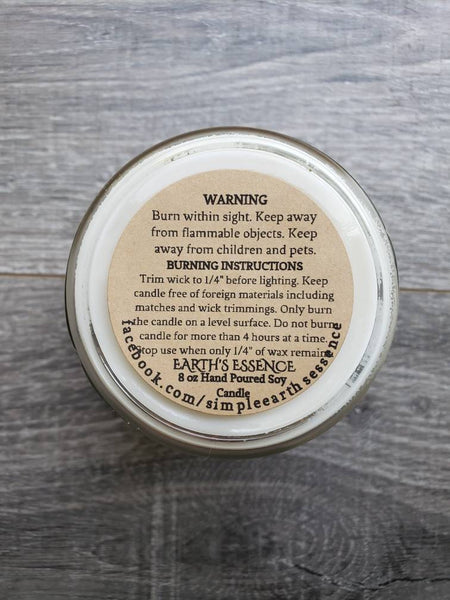 WARNING
Burn within sight. Keep away
from flammable objects. Keep
away from children and pets.
BURNING INSTRUCTIONS
Trim wick to 1/4" before lighting. Keep
candle free of foreign materials including
matches and wick trimmings. Only burn
the candle on a level surface. Do not burn
candle for more than 4 hours at a time.
Stop use when only 1/4" of wax remains
EARTH'S ESSENCE
8 oz Hand Poured Soy
Candle
facebook.com/simpleearthsessence